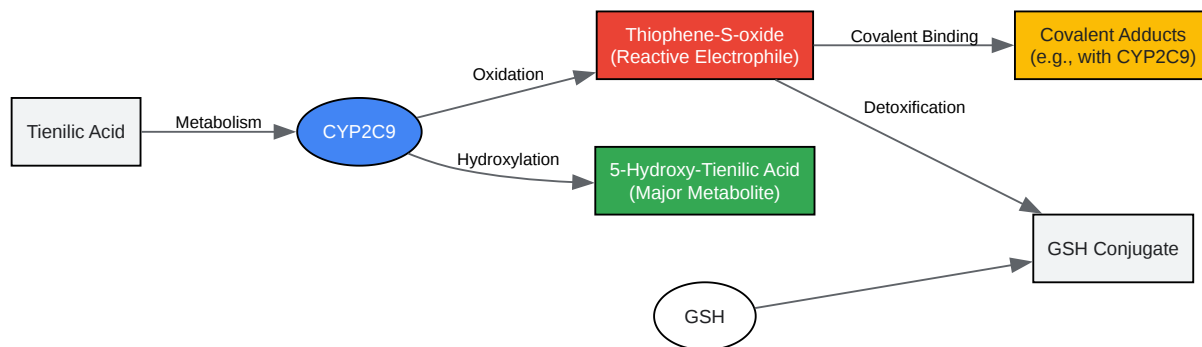 Tienilic Acid
Metabolism
CYP2C9
Oxidation
Hydroxylation
Thiophene-S-oxide
(Reactive Electrophile)
5-Hydroxy-Tienilic Acid
(Major Metabolite)
Covalent Binding
Detoxification
Covalent Adducts
(e.g., with CYP2C9)
GSH Conjugate
GSH